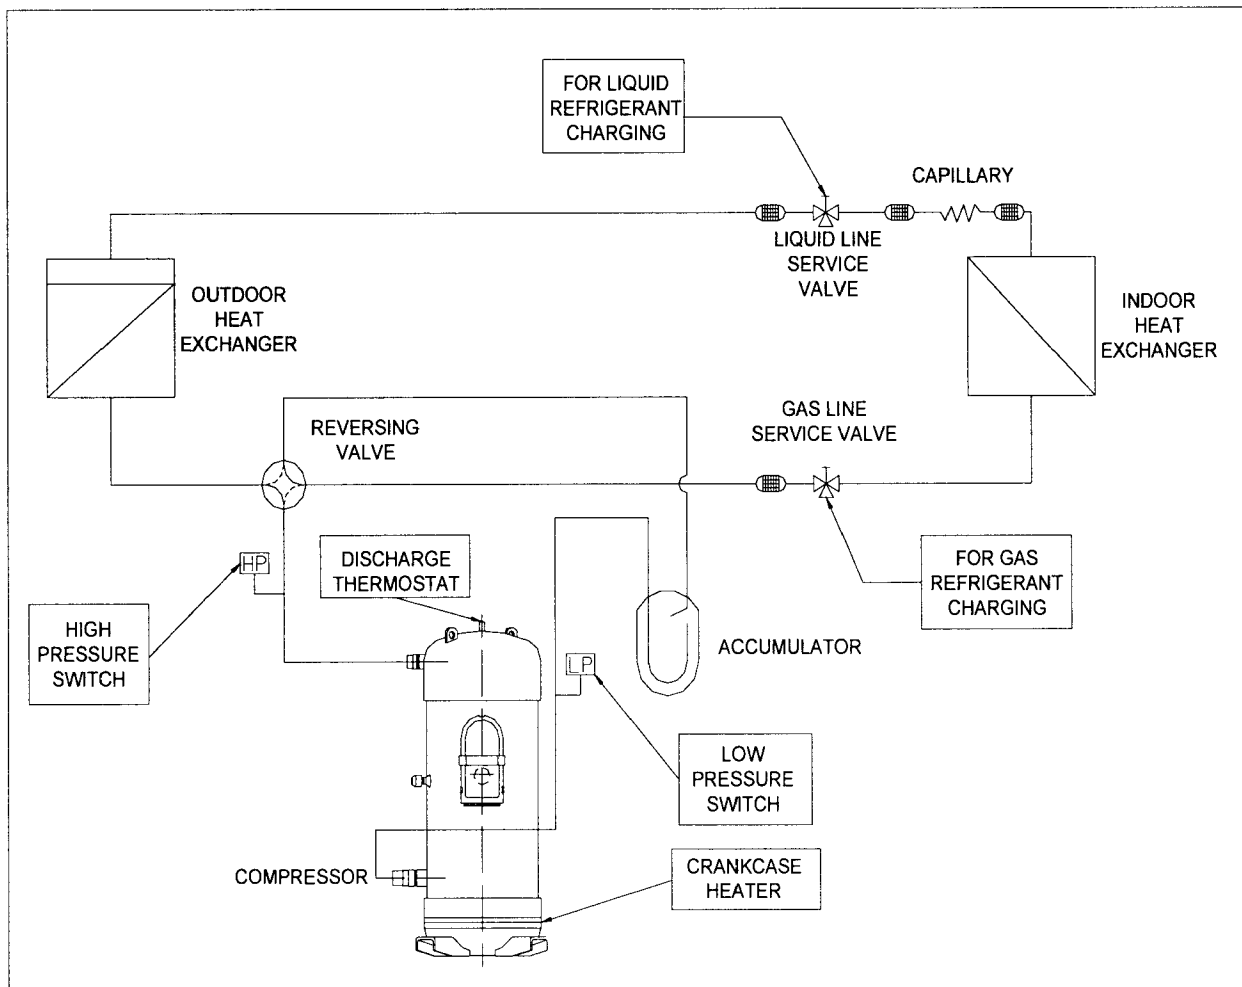 FOR LIQUID
REFRIGERANT
CHARGING
CAPILLARY
LIQUID LINE
SERVICE
VALVE
OUTDOOR
HEAT
EXCHANGER
INDOOR
HEAT
EXCHANGER
REVERSING
VALVE
GAS LINE
SERVICE VALVE
HP
DISCHARGE
THERMOSTAT
FOR GAS
REFRIGERANT
CHARGING
HIGH
PRESSURE
SWITCH
LP
ACCUMULATOR
LOW
PRESSURE
SWITCH
COMPRESSOR
CRANKCASE
HEATER